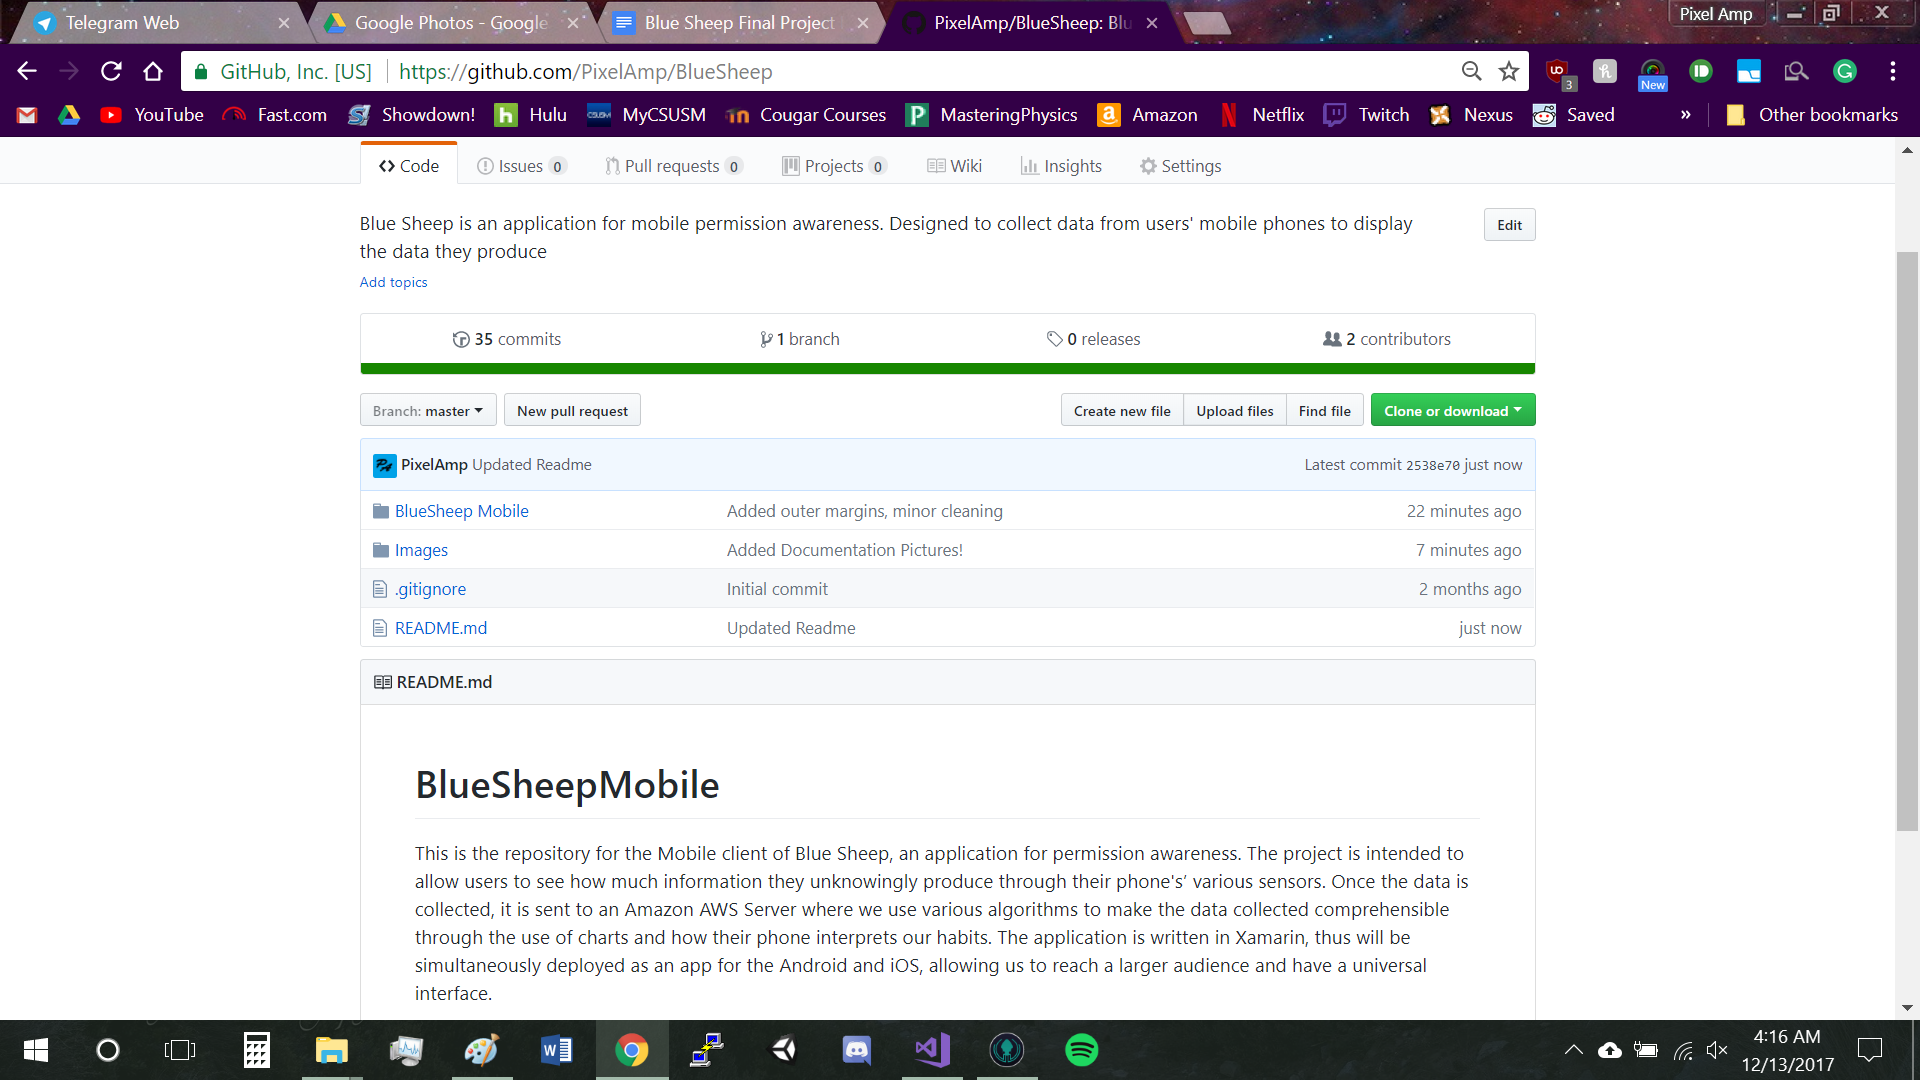 Telegram Web
Google Photos - Google
Blue Sheep Final Project
PixelAmp/BlueSheep: Blu
Pixel Amp
GitHub, Inc. [US]
https://github.com/PixelAmp/BlueSheep
3
New
YouTube
Fast.com
Showdown!
Hulu
MyCSUSM
Cougar Courses
MasteringPhysics
Amazon
Netflix
Twitch
Nexus
Saved
»
Other bookmarks
Code
Issues 0
Pull requests 0
Projects 0
Wiki
Insights
Settings
Blue Sheep is an application for mobile permission awareness. Designed to collect data from users' mobile phones to display
the data they produce
Edit
Add topics
35 commits
1 branch
0 releases
2 contributors
Branch: master
New pull request
Create new file
Upload files
Find file
Clone or download
PixelAmp Updated Readme
Latest commit 2538e70 just now
BlueSheep Mobile
Added outer margins, minor cleaning
22 minutes ago
Images
Added Documentation Pictures!
7 minutes ago
.gitignore
Initial commit
2 months ago
README.md
Updated Readme
just now
README.md
BlueSheepMobile
This is the repository for the Mobile client of Blue Sheep, an application for permission awareness. The project is intended to
allow users to see how much information they unknowingly produce through their phone's’ various sensors. Once the data is
collected, it is sent to an Amazon AWS Server where we use various algorithms to make the data collected comprehensible
through the use of charts and how their phone interprets our habits. The application is written in Xamarin, thus will be
simultaneously deployed as an app for the Android and iOS, allowing us to reach a larger audience and have a universal
interface.
4:16 AM
12/13/2017